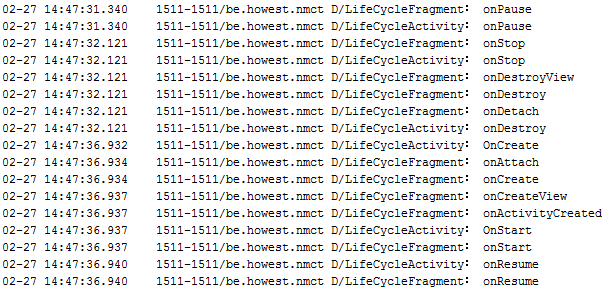 02-27 14:47:31.340 1511-1511/be.howest.nmct D/LifeCycleFragment: onPause
02-27 14:47:31.340 1511-1511/be.howest.nmct D/LifeCycleActivity: onPause
02-27 14:47:32.121 1511-1511/be.howest.nmct D/LifeCycleFragment: onStop
02-27 14:47:32.121 1511-1511/be.howest.nmct D/LifeCycleActivity: onStop
02-27 14:47:32.121 1511-1511/be.howest.nmct D/LifeCycleFragment: onDestroyView
02-27 14:47:32.121 1511-1511/be.howest.nmct D/LifeCycleFragment: onDestroy
02-27 14:47:32.121 1511-1511/be.howest.nmct D/LifeCycleFragment: onDetach
02-27 14:47:32.121 1511-1511/be.howest.nmct D/LifeCycleActivity: onDestroy
02-27 14:47:36.932 1511-1511/be.howest.nmct D/LifeCycleActivity: OnCreate
02-27 14:47:36.934 1511-1511/be.howest.nmct D/LifeCycleFragment: onAttach
02-27 14:47:36.934 1511-1511/be.howest.nmct D/LifeCycleFragment: onCreate
02-27 14:47:36.937 1511-1511/be.howest.nmct D/LifeCycleFragment: onCreateView
02-27 14:47:36.937 1511-1511/be.howest.nmct D/LifeCycleFragment: onActivityCreated
02-27 14:47:36.937 1511-1511/be.howest.nmct D/LifeCycleActivity: OnStart
02-27 14:47:36.937 1511-1511/be.howest.nmct D/LifeCycleFragment: onStart
02-27 14:47:36.940 1511-1511/be.howest.nmct D/LifeCycleActivity: onResume
02-27 14:47:36.940 1511-1511/be.howest.nmct D/LifeCycleFragment: onResume